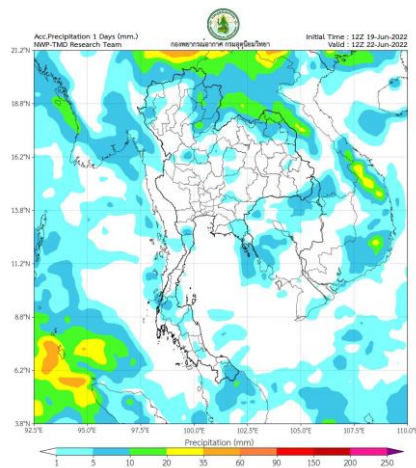 Acc.Precipitation 1 Days (mm.)
NWP-TMD Research Team
กองพยากรณ์อากาศ กรมอุตุนิยมวิทยา
Initial Time : 12Z 19-Jun-2022
Valid : 12Z 22-Jun-2022
21.2°N
18.8°N
16.2°N
13.8°N
11.2°N
8.8°N
6.2°N
3.8°N
92.5°E 95.0°E 97.5°E 100.0°E 102.5°E 105.0°E 107.5°E 110.0°E
Precipitation (mm)
1 5 10 20 35 60 90 150 200 250